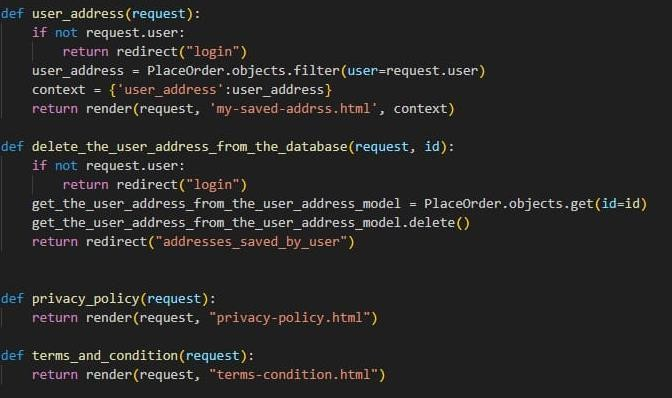 def user_address(request):
    if not request.user:
        return redirect("login")
    user_address = PlaceOrder.objects.filter(user=request.user)
    context = {'user_address':user_address}
    return render(request, 'my-saved-addrss.html', context)

def delete_the_user_address_from_the_database(request, id):
    if not request.user:
        return redirect("login")
    get_the_user_address_from_the_user_address_model = PlaceOrder.objects.get(id=id)
    get_the_user_address_from_the_user_address_model.delete()
    return redirect("addresses_saved_by_user")


def privacy_policy(request):
    return render(request, "privacy-policy.html")

def terms_and_condition(request):
    return render(request, "terms-condition.html")